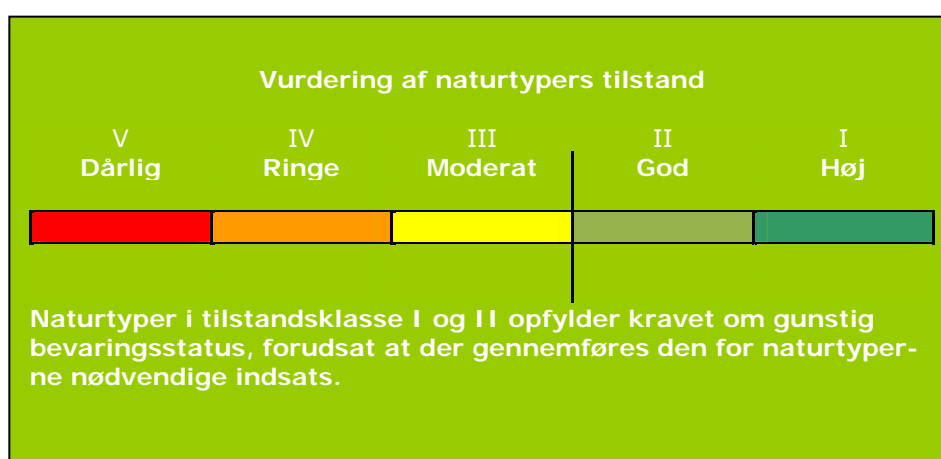 Vurdering af naturtypers tilstand
V IV III II I
Dårlig Ringe Moderat God Høj
Naturtyper i tilstandsklasse I og II opfylder kravet om gunstig
bevaringsstatus, forudsat at der gennemføres den for naturtyper-
ne nødvendige indsats.